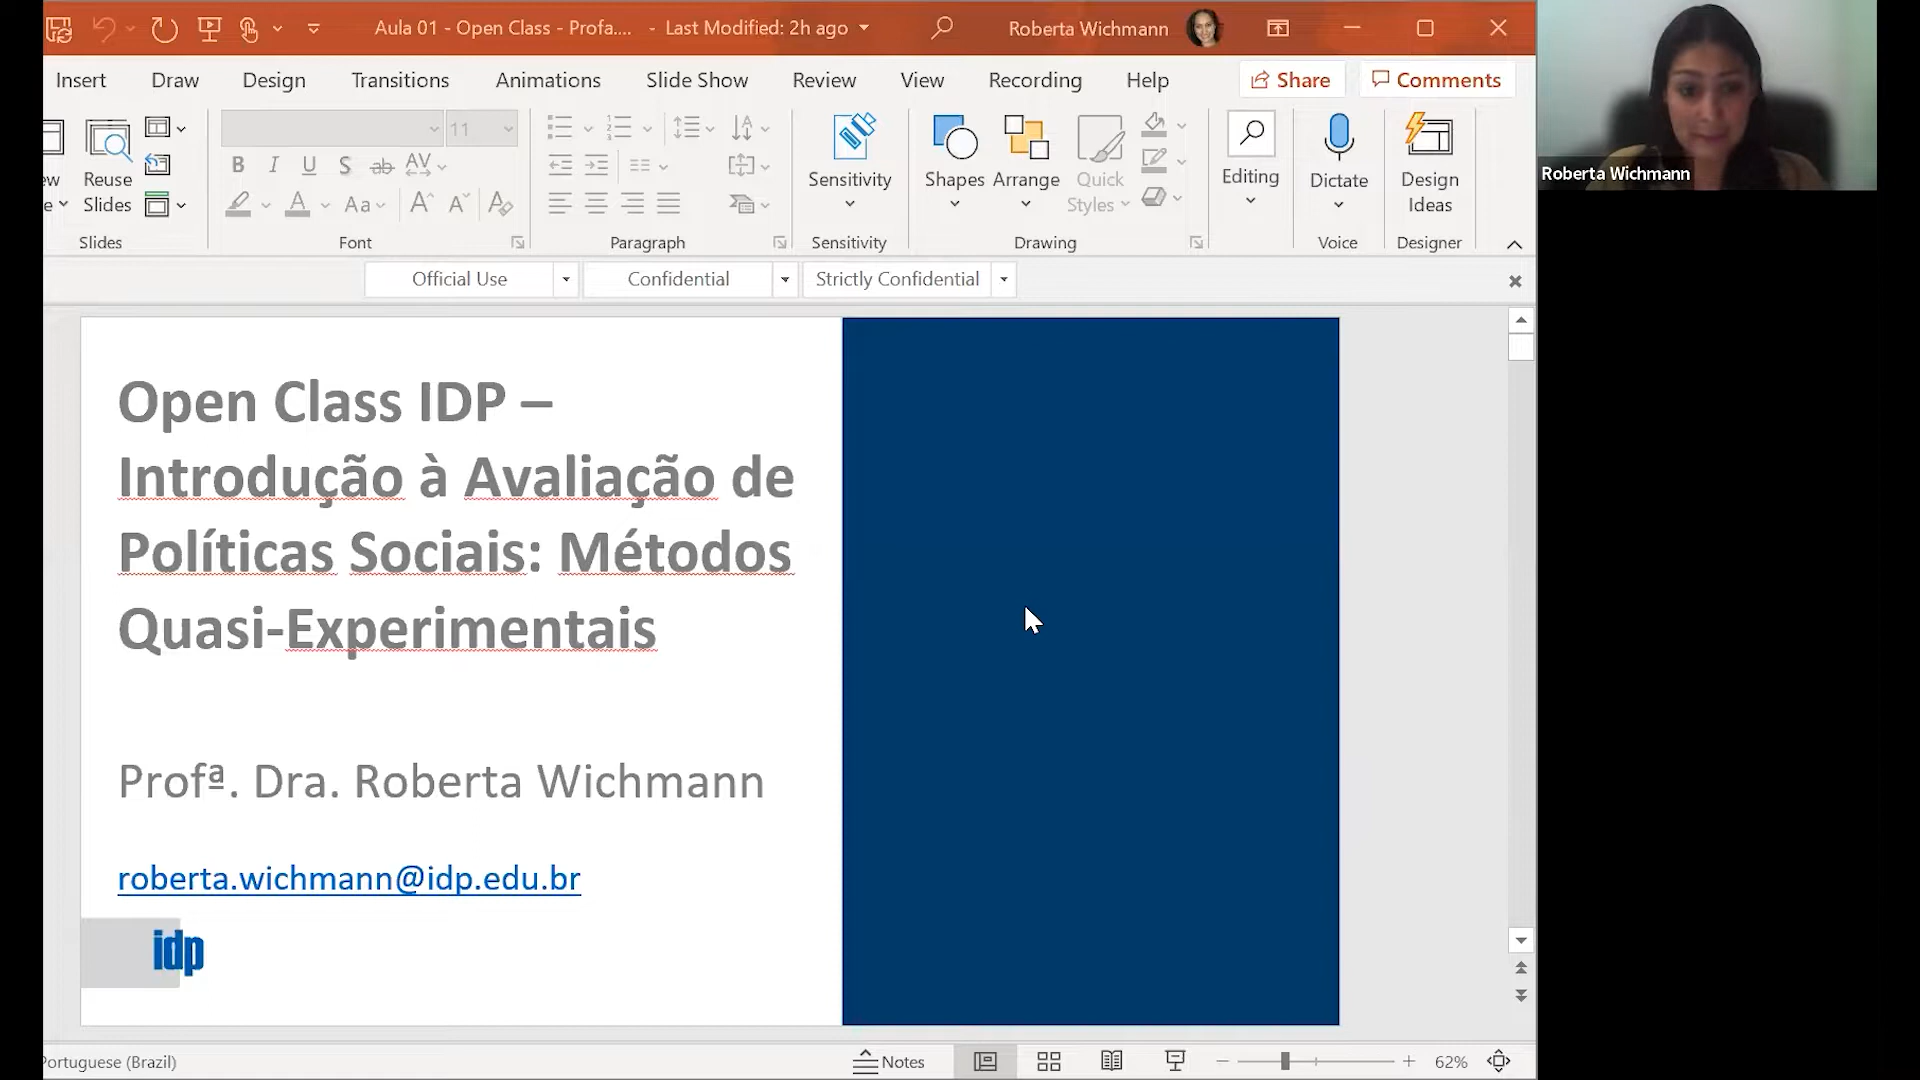 Aula 01 - Open Class - Profa.... - Last Modified: 2h ago
Roberta Wichmann
Insert Draw Design Transitions Animations Slide Show Review View Recording Help Share Comments
11
Reuse
Slides
B I U S ab AV
A Aa A A A
Sensitivity
Shapes Arrange Quick
Styles
Editing
Dictate
Design
Ideas
Slides Font Paragraph Sensitivity Drawing Voice Designer
Official Use Confidential Strictly Confidential
Open Class IDP –
Introdução à Avaliação de
Políticas Sociais: Métodos
Quasi-Experimentais
Profª. Dra. Roberta Wichmann
roberta.wichmann@idp.edu.br
idp
Portuguese (Brazil)
Notes
62%
Roberta Wichmann